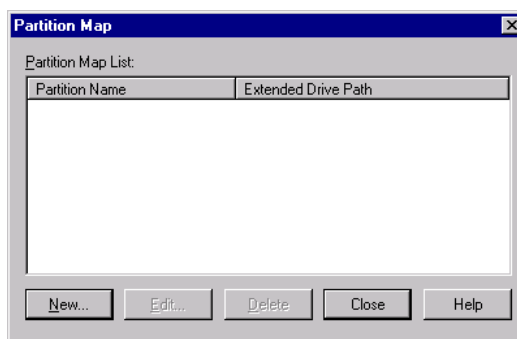 Partition Map
Partition Map List:
Partition Name Extended Drive Path
New... Edit... Delete Close Help